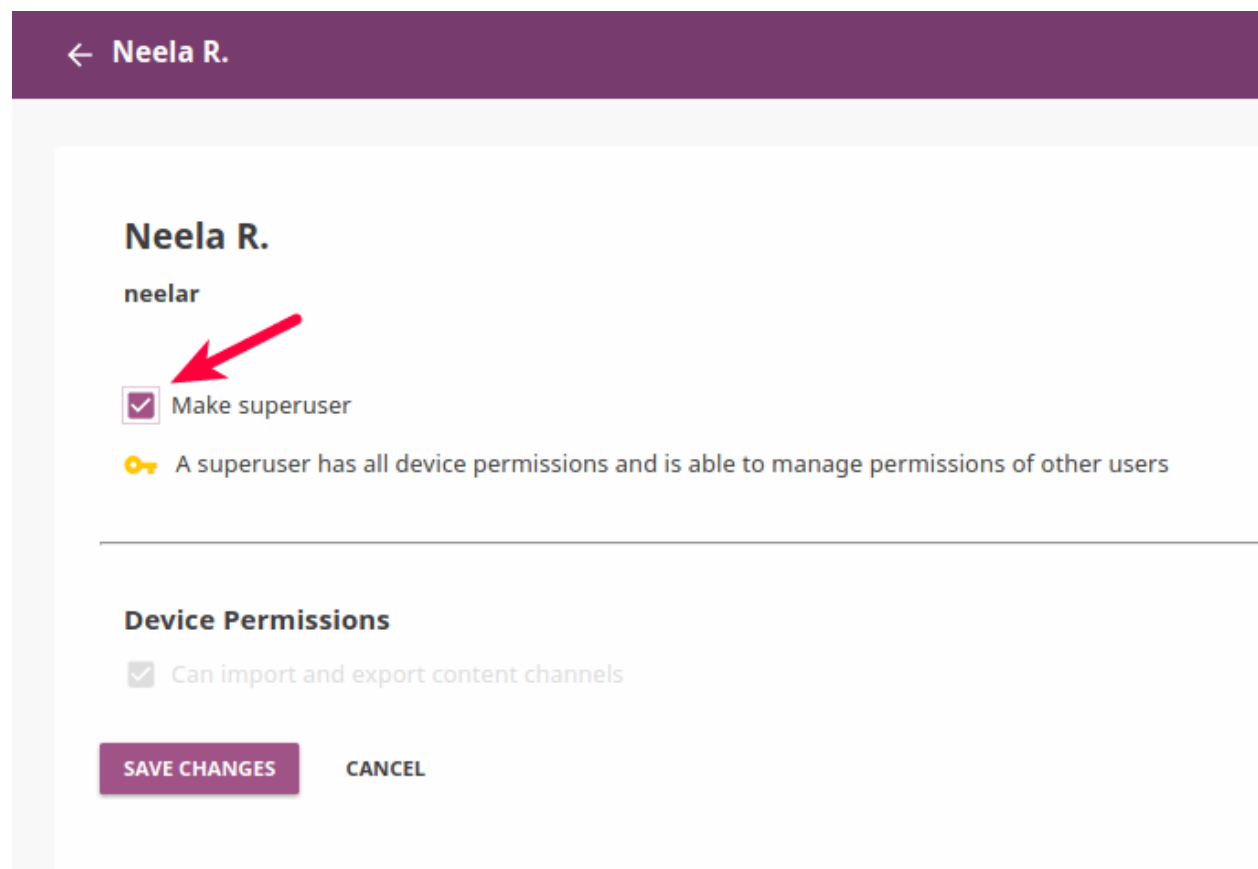 Neela R.
Neela R.
neelar
Make superuser
A superuser has all device permissions and is able to manage permissions of other users
Device Permissions
Can import and export content channels
SAVE CHANGES CANCEL